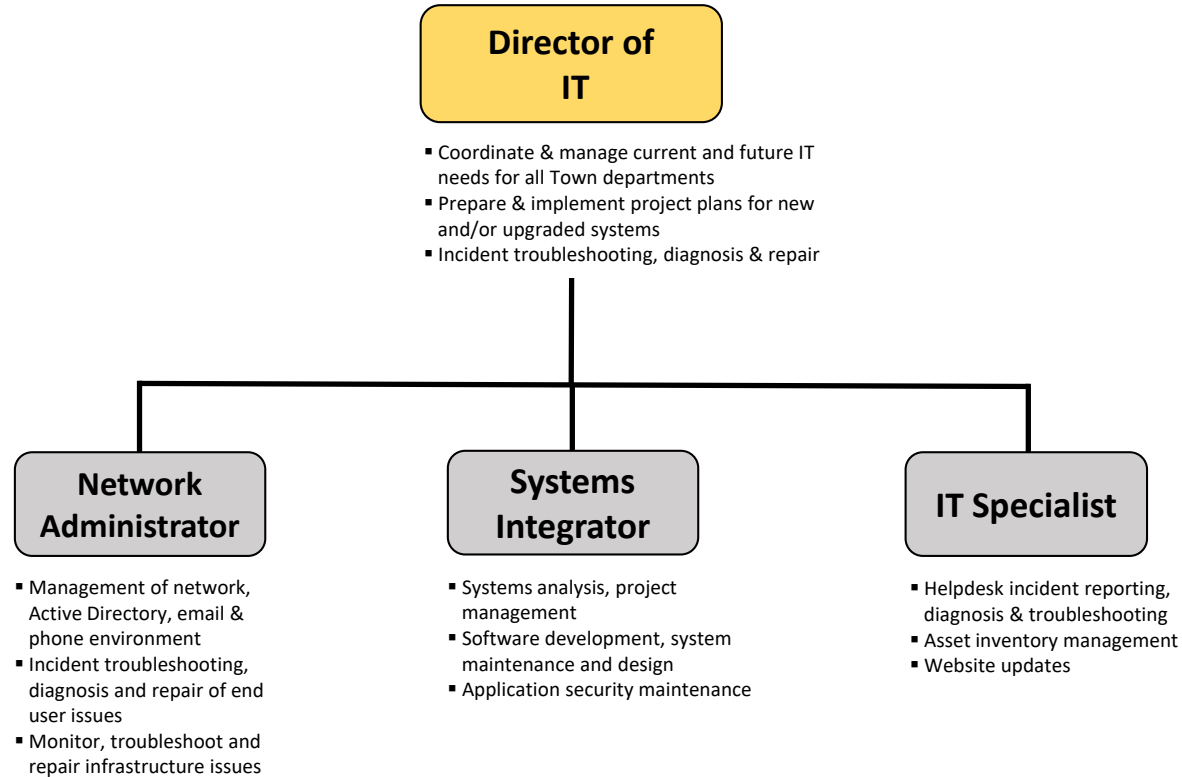 Director of
IT
▪ Coordinate & manage current and future IT
needs for all Town departments
▪ Prepare & implement project plans for new
and/or upgraded systems
▪ Incident troubleshooting, diagnosis & repair
Network
Administrator
▪ Management of network,
Active Directory, email &
phone environment
▪ Incident troubleshooting,
diagnosis and repair of end
user issues
▪ Monitor, troubleshoot and
repair infrastructure issues
Systems
Integrator
▪ Systems analysis, project
management
▪ Software development, system
maintenance and design
▪ Application security maintenance
IT Specialist
▪ Helpdesk incident reporting,
diagnosis & troubleshooting
▪ Asset inventory management
▪ Website updates